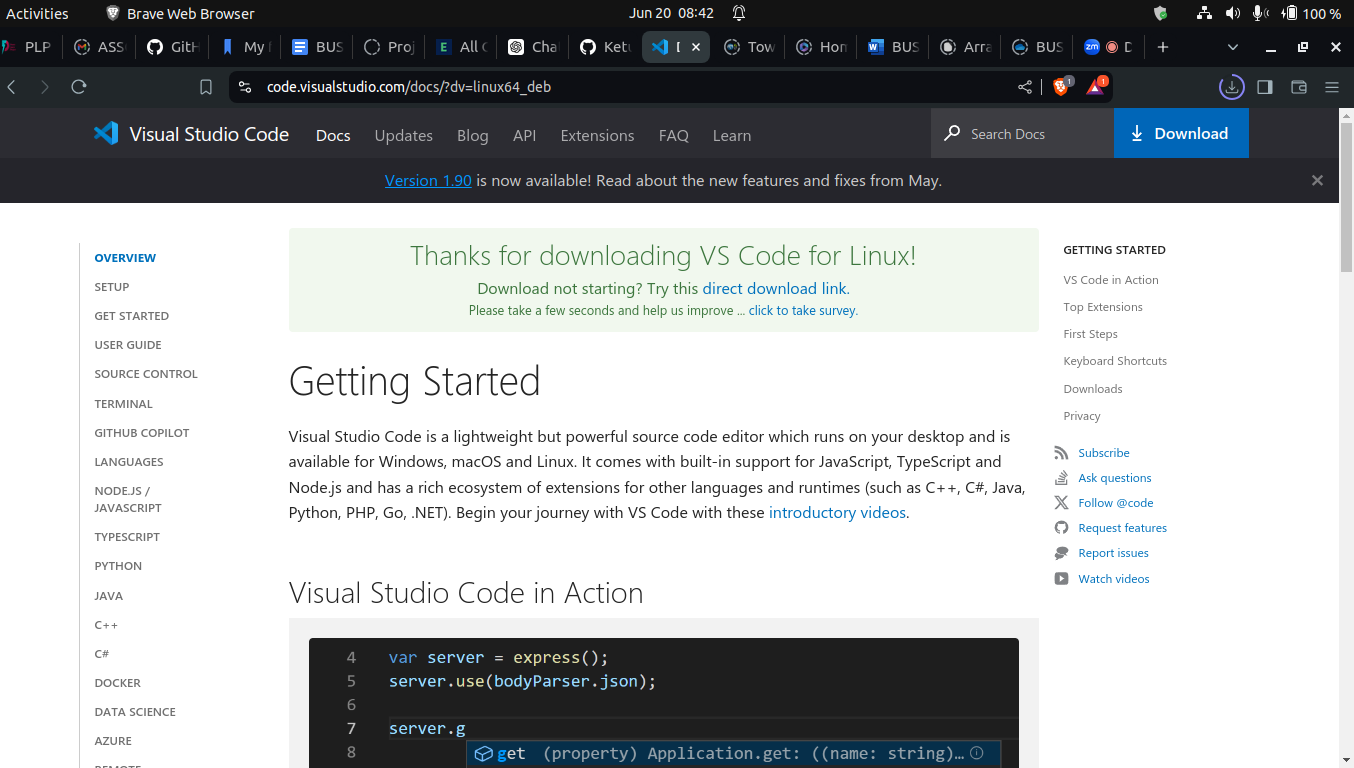 Activities Brave Web Browser Jun 20 08:42 100 %
PLP ASS GitH My I BUS Proj E All C Cha Ket Tow Hon BUS Arra BUS zm D
code.visualstudio.com/docs/?dv=linux64_deb 1 1
Visual Studio Code Docs Updates Blog API Extensions FAQ Learn Search Docs Download
Version 1.90 is now available! Read about the new features and fixes from May.
OVERVIEW
SETUP
GET STARTED
USER GUIDE
SOURCE CONTROL
TERMINAL
GITHUB COPILOT
LANGUAGES
NODE.JS /
JAVASCRIPT
TYPESCRIPT
PYTHON
JAVA
C++
C#
DOCKER
DATA SCIENCE
AZURE
REMOTE
Thanks for downloading VS Code for Linux!
Download not starting? Try this direct download link.
Please take a few seconds and help us improve ... click to take survey.
Getting Started
Visual Studio Code is a lightweight but powerful source code editor which runs on your desktop and is
available for Windows, macOS and Linux. It comes with built-in support for JavaScript, TypeScript and
Node.js and has a rich ecosystem of extensions for other languages and runtimes (such as C++, C#, Java,
Python, PHP, Go, .NET). Begin your journey with VS Code with these introductory videos.
Visual Studio Code in Action
4 var server = express();
5 server.use(bodyParser.json);
6
7 server.g
8 get (property) Application.get: ((name: string)…
GETTING STARTED
VS Code in Action
Top Extensions
First Steps
Keyboard Shortcuts
Downloads
Privacy
Subscribe
Ask questions
Follow @code
Request features
Report issues
Watch videos